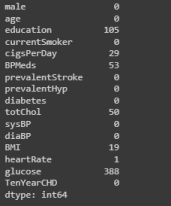 male 0
age 0
education 105
currentSmoker 0
cigsPerDay 29
BPMeds 53
prevalentStroke 0
prevalentHyp 0
diabetes 0
totChol 50
sysBP 0
diaBP 0
BMI 19
heartRate 1
glucose 388
TenYearCHD 0
dtype: int64